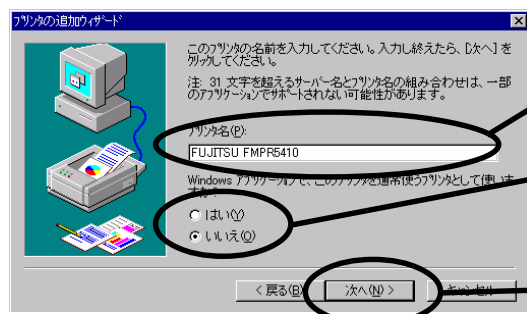 プリンタの追加ウィザード
このプリンタの名前を入力してください。入力し終えたら、[次へ] を
クリックしてください。
注: 31 文字を超えるサーバー名とプリンタ名の組み合わせは、一部
のアプリケーションでサポートされない可能性があります。
プリンタ名(P):
FUJITSU FMPR5410
Windows アプリケーションで、このプリンタを通常使うプリンタとして使いま
すか?
はい(Y)
いいえ(O)
< 戻る(B)
次へ(N) >
キャンセル